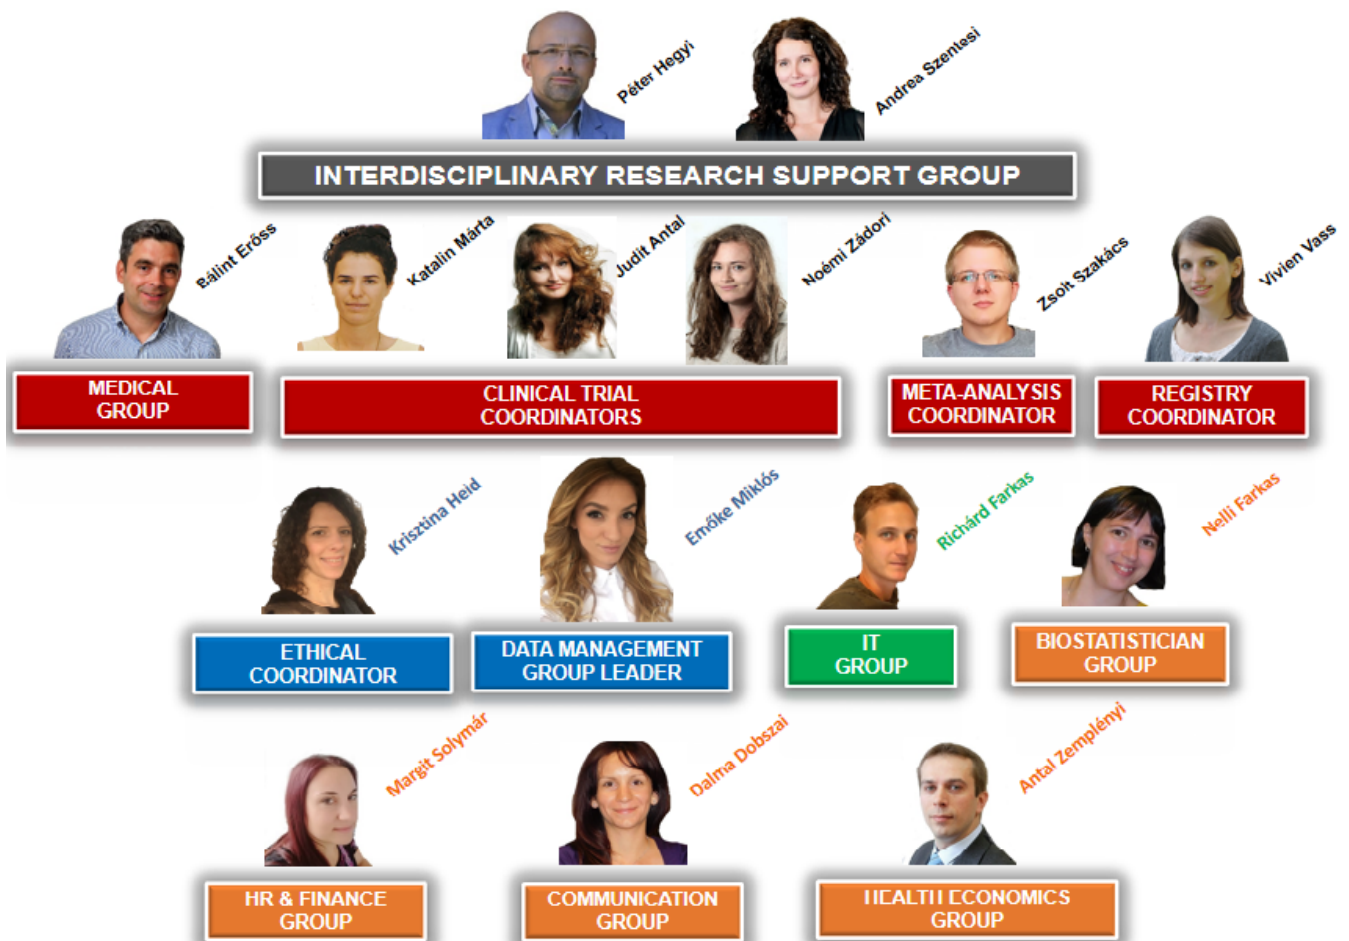 Péter Hegyi
Andrea Szentesi
INTERDISCIPLINARY RESEARCH SUPPORT GROUP
Bálint Erőss
Katalin Márta
Judit Antal
Noémi Zádori
Zsolt Szakács
Vivien Vass
MEDICAL
GROUP
CLINICAL TRIAL
COORDINATORS
META-ANALYSIS
COORDINATOR
REGISTRY
COORDINATOR
Krisztina Heid
Emőke Miklós
Richárd Farkas
Nelli Farkas
ETHICAL
COORDINATOR
DATA MANAGEMENT
GROUP LEADER
IT
GROUP
BIOSTATISTICIAN
GROUP
Margit Solymár
Dalma Dobszai
Antal Zemplényi
HR & FINANCE
GROUP
COMMUNICATION
GROUP
HEALTH ECONOMICS
GROUP